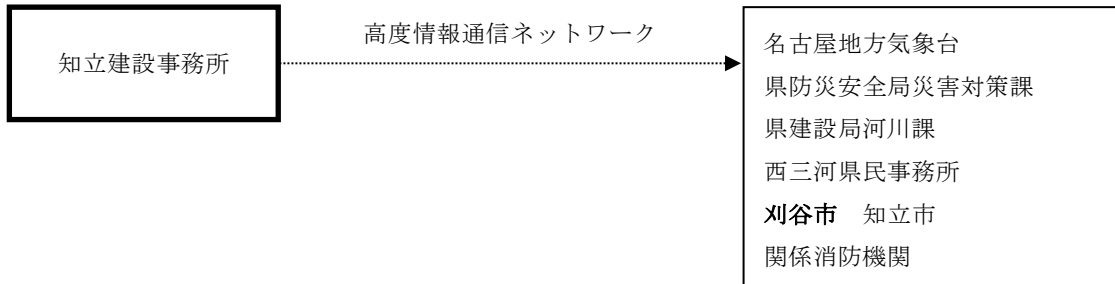 知立建設事務所
高度情報通信ネットワーク
名古屋地方気象台
県防災安全局災害対策課
県建設局河川課
西三河県民事務所
刈谷市　知立市
関係消防機関